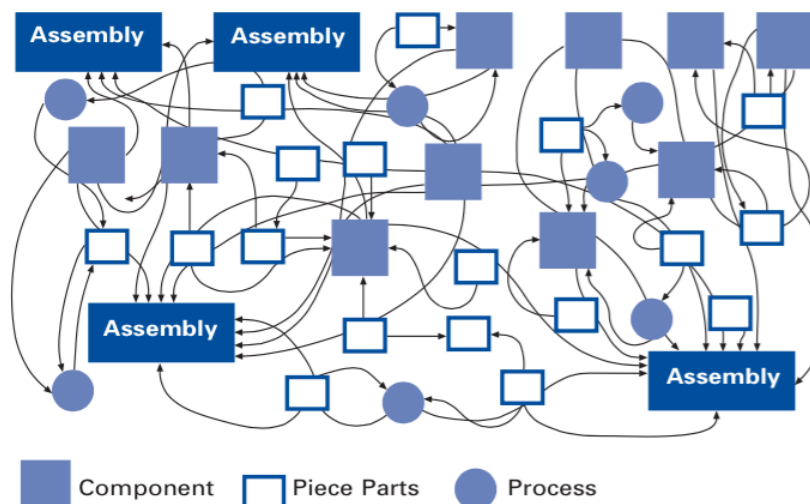 Assembly
Assembly
Assembly
Assembly
Component
Piece Parts
Process